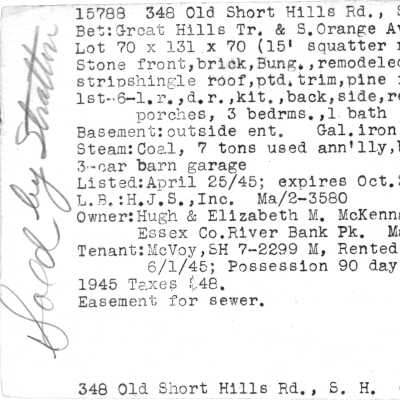 15788 348 Old Short Hills Rd., S
Bet:Great Hills Tr. & S.Orange Av
Lot 70 x 131 x 70 (15' squatter r
Stone front,brick,Bung.,remodeled
stripshingle roof,ptd.trim,pine f
1st-6-l.r.,d.r.,kit.,back,side,re
porches, 3 bedrms.,1 bath
Basement:outside ent. Gal.iron
Steam:Coal, 7 tons used ann'lly,b
3-car barn garage
Listed:April 25/45; expires Oct.
L.B.:H.J.S.,Inc. Ma/2-3580
Owner:Hugh & Elizabeth M. McKenn
Essex Co.River Bank Pk. Ma
Tenant:McVoy,SH 7-2299 M, Rented
6/1/45; Possession 90 day
1945 Taxes $48.
Easement for sewer.
348 Old Short Hills Rd., S. H.
Sold by Stratton